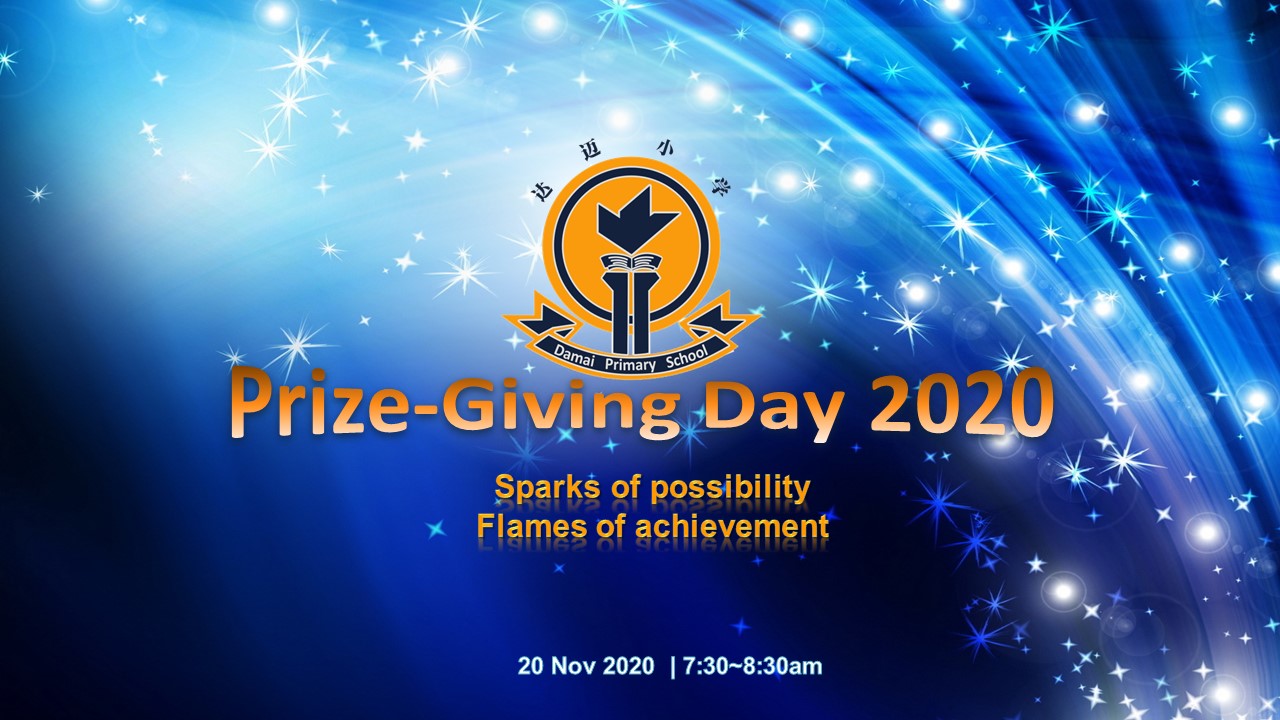 达迈小学
Damai Primary School
Prize-Giving Day 2020
Sparks of possibility
Flames of achievement
20 Nov 2020 | 7:30~8:30am